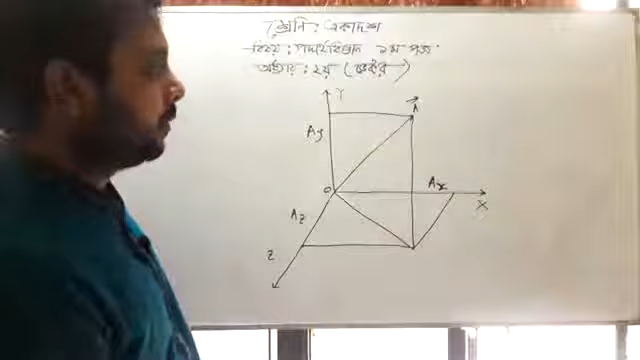 শ্রেনি : একাদশ
বিষয় : পদার্থবিজ্ঞান ১ম পত্র
অধ্যায় : ২য় (ভেক্টর)
Y
A
Ay
O
Ax
X
Az
Z